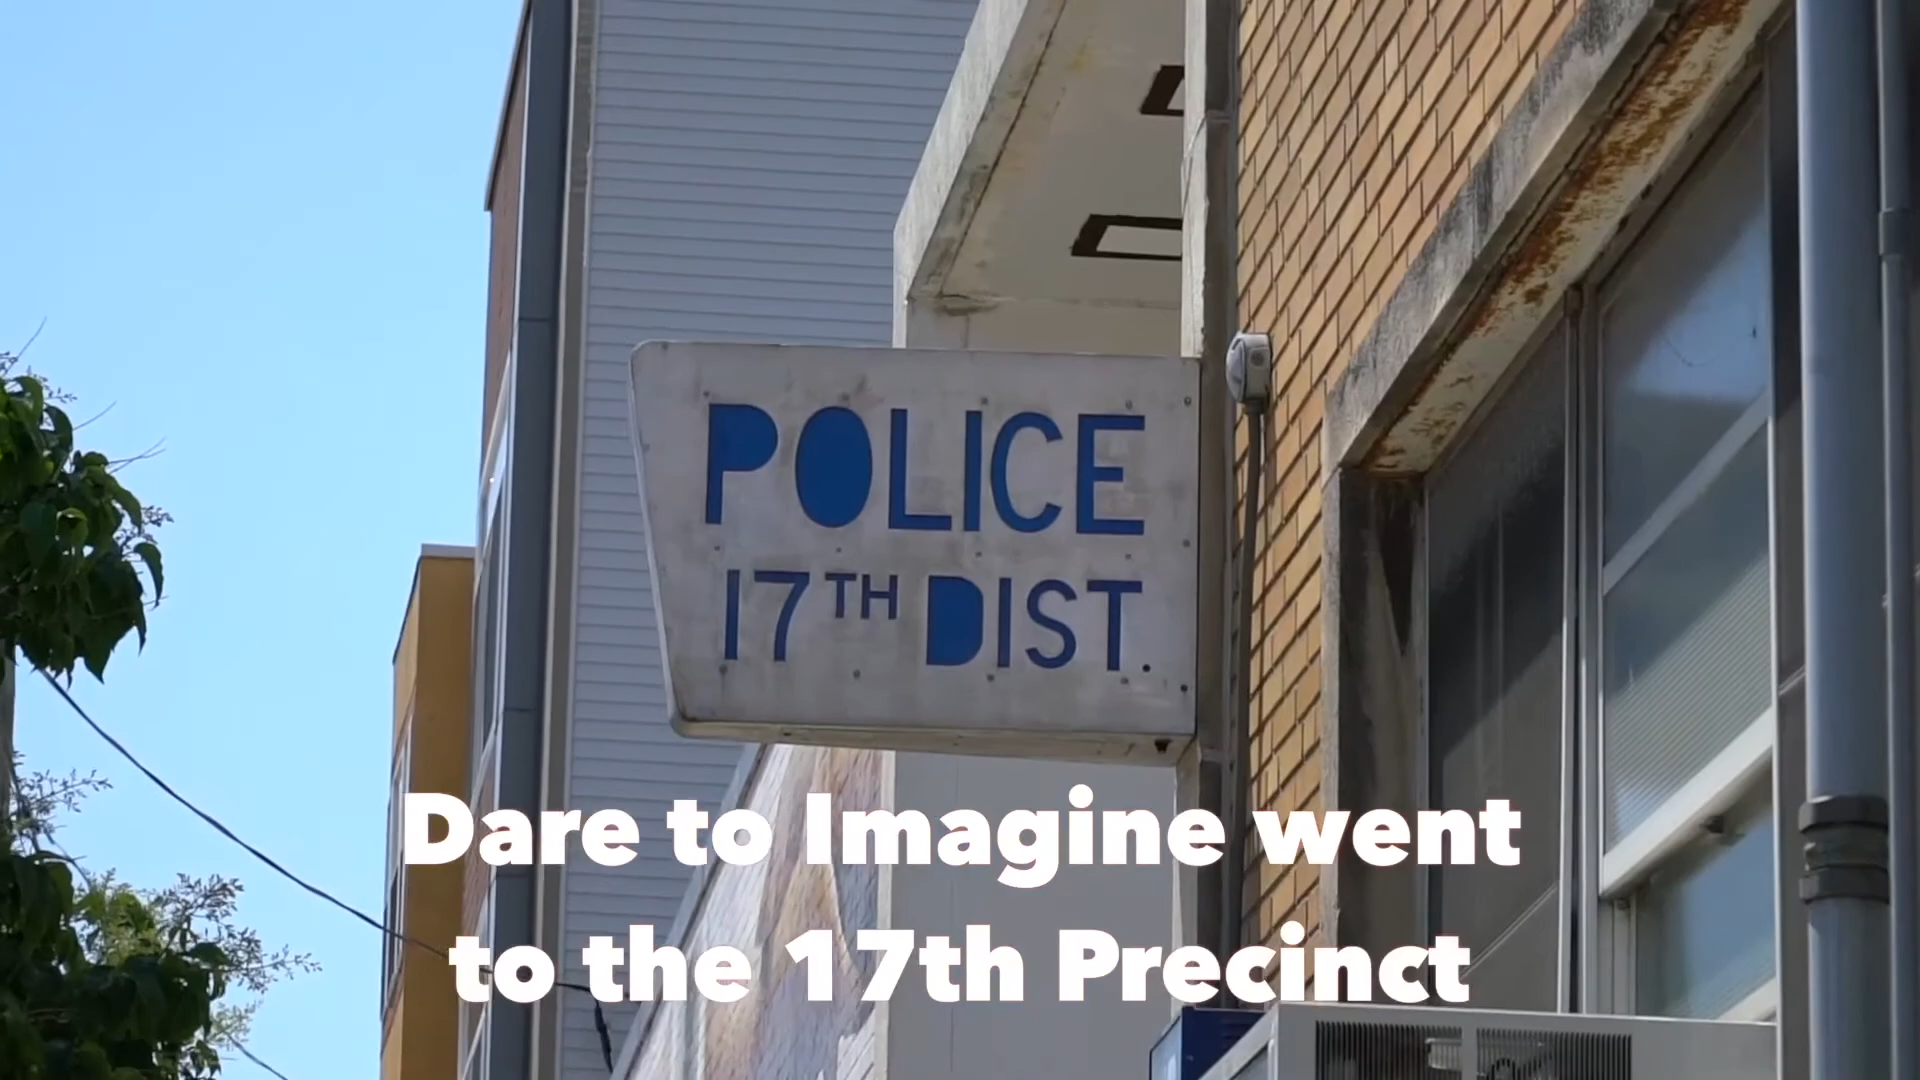 POLICE
17TH DIST.
Dare to Imagine went
to the 17th Precinct